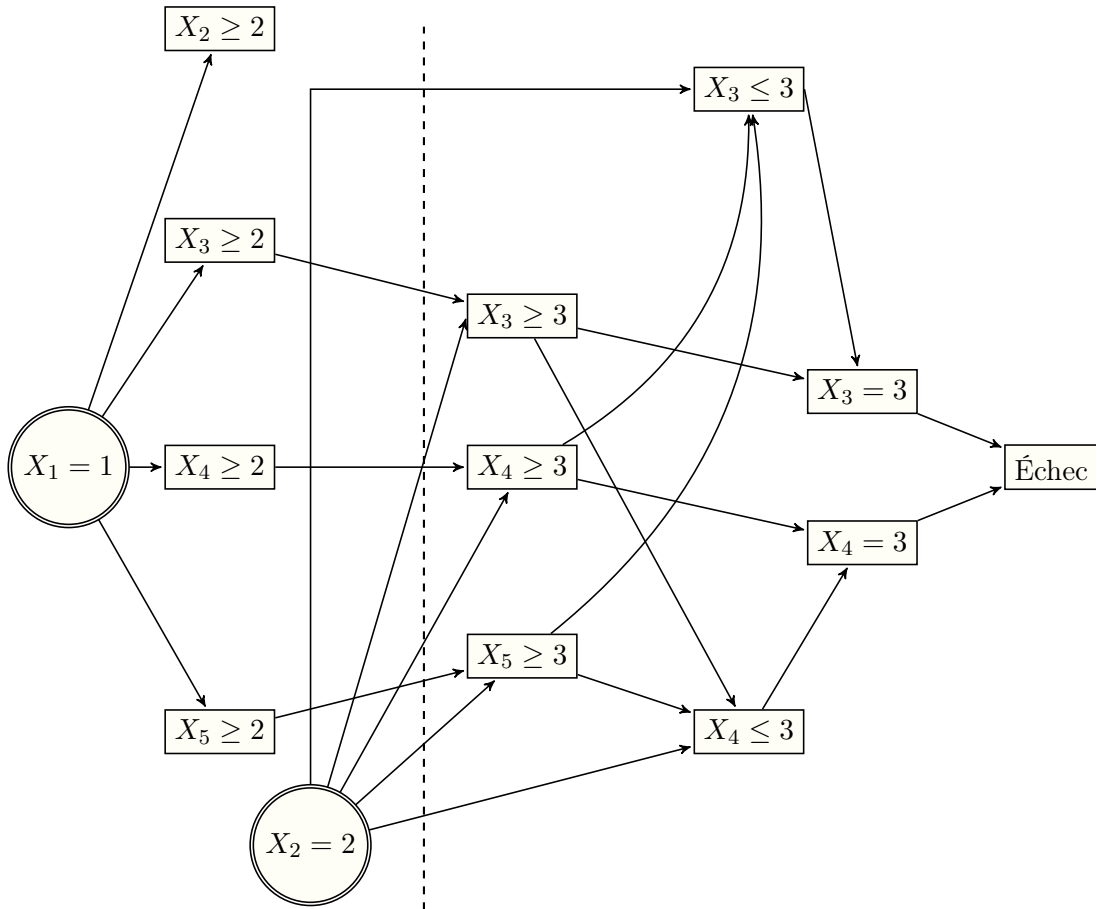 X₂ ≥ 2
X₃ ≤ 3
X₃ ≥ 2
X₃ ≥ 3
X₃ = 3
X₁ = 1
X₄ ≥ 2
X₄ ≥ 3
Échec
X₄ = 3
X₅ ≥ 3
X₅ ≥ 2
X₄ ≤ 3
X₂ = 2